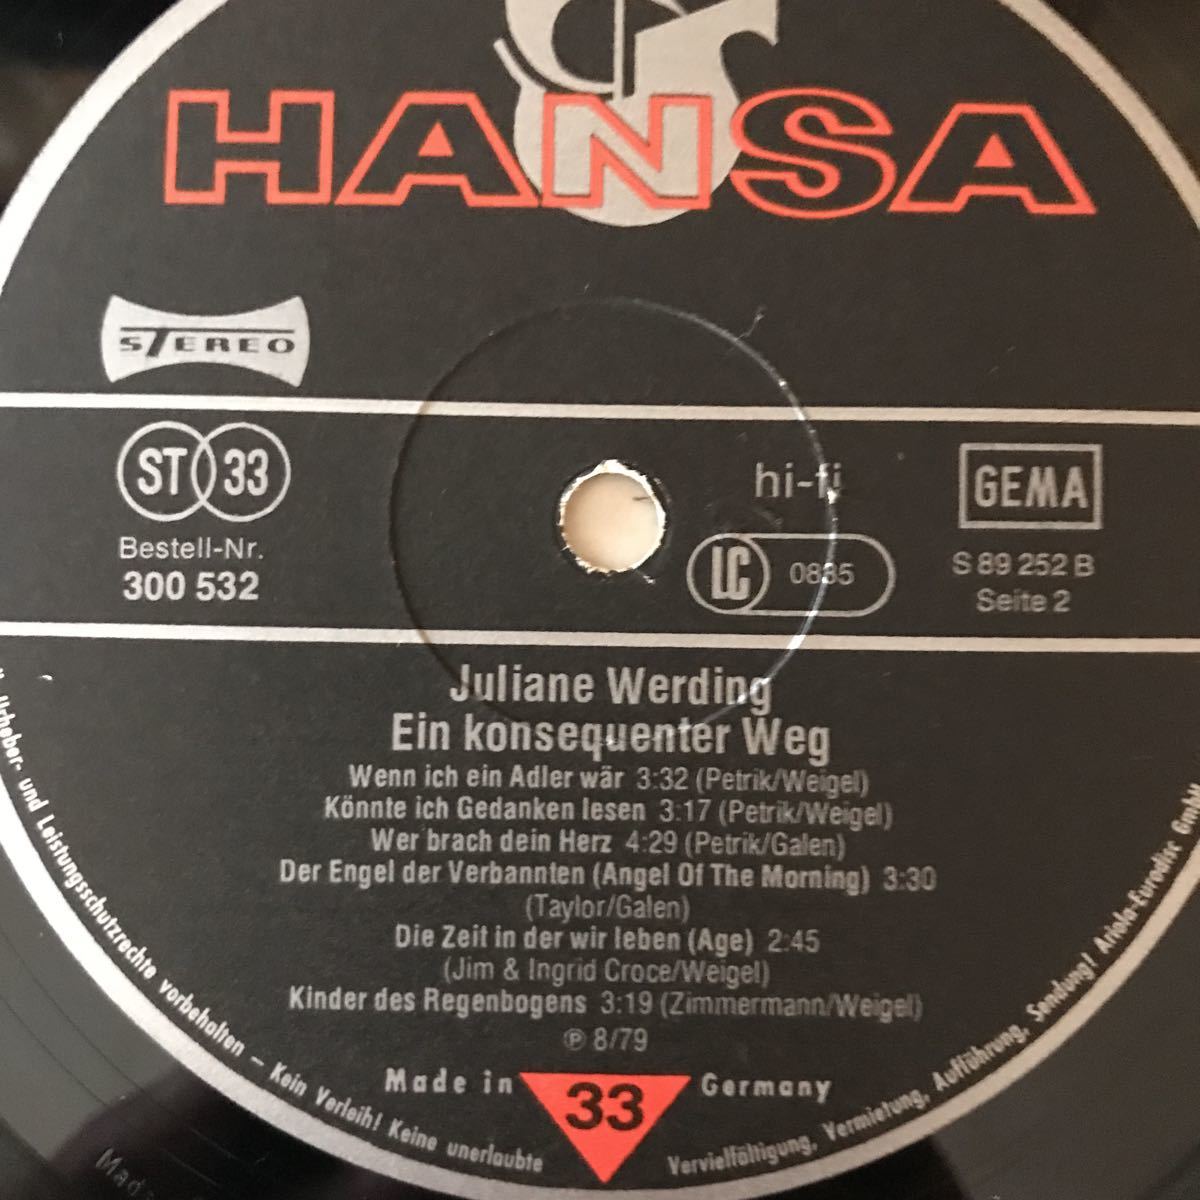 HANSA
STEREO
ST 33
hi-fi
GEMA
Bestell-Nr.
300 532
LC 0835
S 89 252 B
Seite 2
Juliane Werding
Ein konsequenter Weg
Wenn ich ein Adler wär 3:32 (Petrik/Weigel)
Könnte ich Gedanken lesen 3:17 (Petrik/Weigel)
Wer brach dein Herz 4:29 (Petrik/Galen)
Der Engel der Verbannten (Angel Of The Morning) 3:30
(Taylor/Galen)
Die Zeit in der wir leben (Age) 2:45
(Jim & Ingrid Croce/Weigel)
Kinder des Regenbogens 3:19 (Zimmermann/Weigel)
℗ 8/79
Made in 33 Germany
Urheber- und Leistungsschutzrechte vorbehalten – Kein Verleih! Keine unerlaubte Vervielfältigung, Vermietung, Aufführung, Sendung! Ariola-Eurodisc GmbH
Made